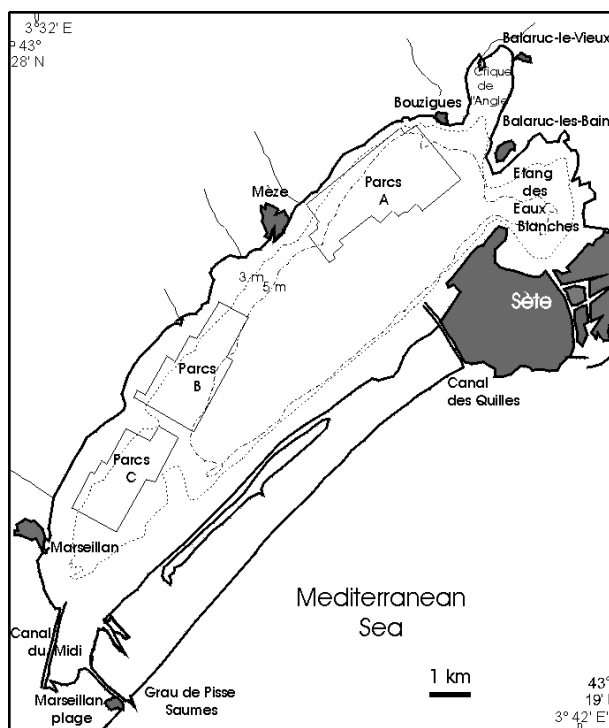 3°32' E
43°
28' N
Balaruc-le-Vieux
Crique
de
l'Angle
Bouzigues
Balaruc-les-Bain
Etang
des
Eaux
Blanches
Parcs
A
Mèze
3 m
5 m
Sète
Parcs
B
Canal
des Quilles
Parcs
C
Marseillan
Mediterranean
Sea
Canal
du Midi
1 km
Marseillan
plage
Grau de Pisse
Saumes
43°
19'
3°42' E